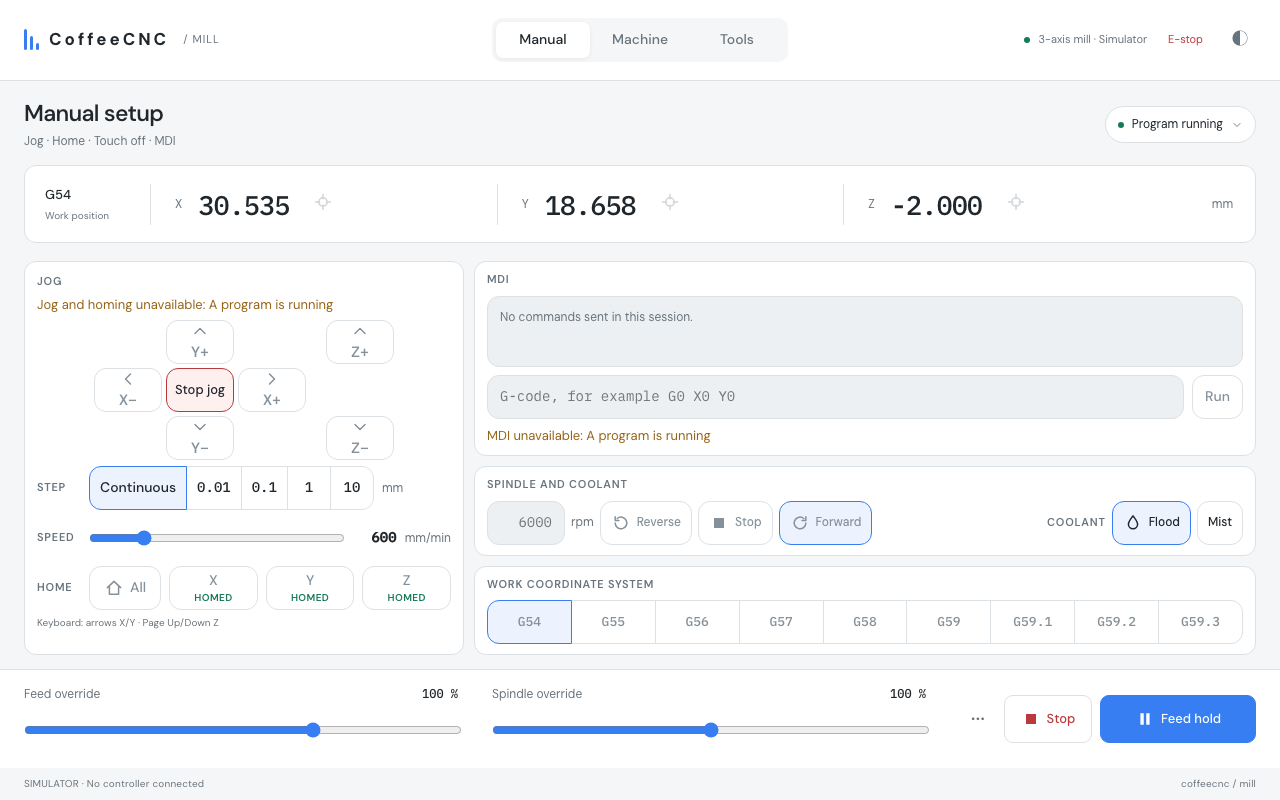 CoffeeCNC / MILL
Manual Machine Tools
3-axis mill · Simulator E-stop
Manual setup
Jog · Home · Touch off · MDI
Program running
G54
Work position
X 30.535
Y 18.658
Z -2.000
mm
JOG
Jog and homing unavailable: A program is running
Y+ Z+
X− Stop jog X+
Y− Z−
STEP Continuous 0.01 0.1 1 10 mm
SPEED 600 mm/min
HOME All X HOMED Y HOMED Z HOMED
Keyboard: arrows X/Y · Page Up/Down Z
MDI
No commands sent in this session.
G-code, for example G0 X0 Y0 Run
MDI unavailable: A program is running
SPINDLE AND COOLANT
6000 rpm Reverse Stop Forward COOLANT Flood Mist
WORK COORDINATE SYSTEM
G54 G55 G56 G57 G58 G59 G59.1 G59.2 G59.3
Feed override 100 %
Spindle override 100 %
··· Stop Feed hold
SIMULATOR · No controller connected
coffeecnc / mill